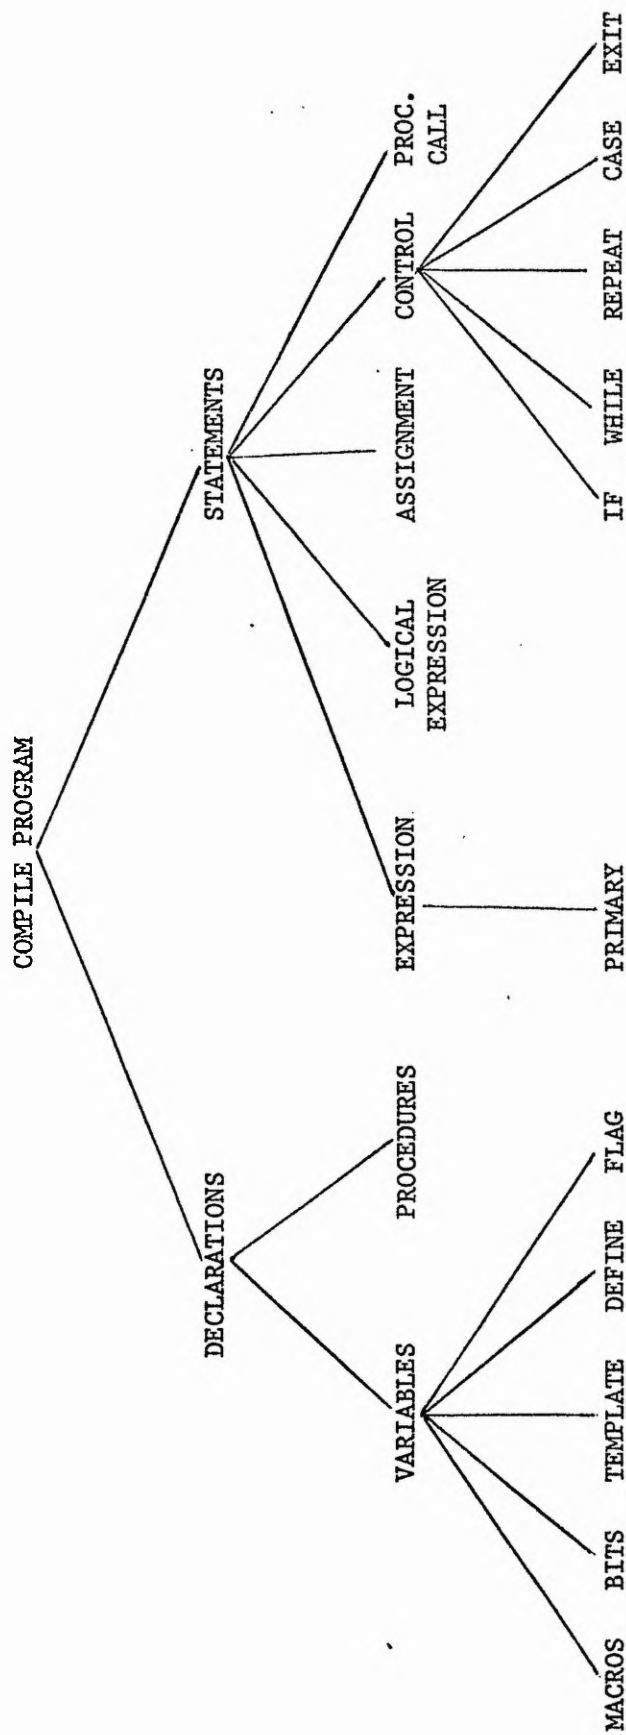 COMPILE PROGRAM
DECLARATIONS
STATEMENTS
VARIABLES
PROCEDURES
EXPRESSION
LOGICAL
EXPRESSION
ASSIGNMENT
CONTROL
PROC.
CALL
MACROS
BITS
TEMPLATE
DEFINE
FLAG
PRIMARY
IF
WHILE
REPEAT
CASE
EXIT